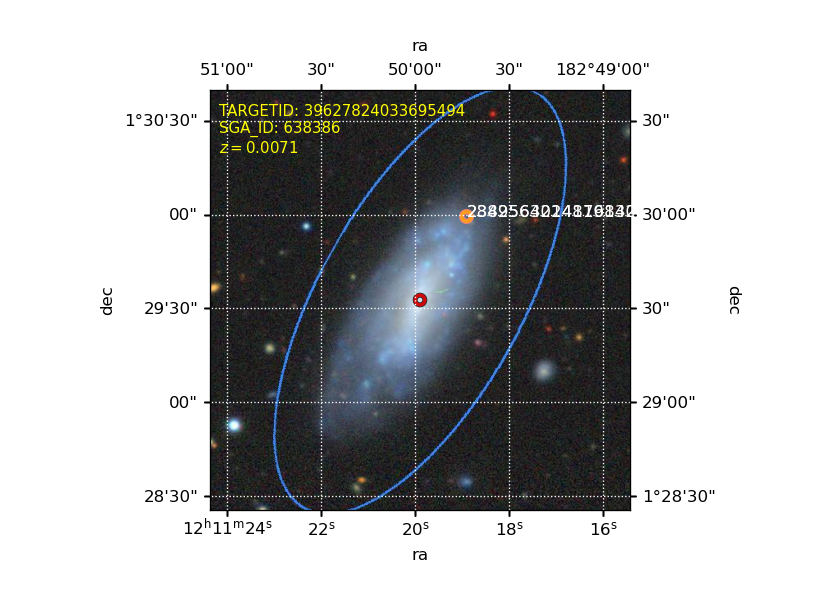 ra
51'00" 30" 50'00" 30" 182°49'00"
TARGETID: 39627824033695494
SGA_ID: 638386
z = 0.0071
1°30'30" 30"
00" 30'00"
dec
29'30" 30"
dec
00" 29'00"
28'30" 1°28'30"
12h11m24s 22s 20s 18s 16s
ra